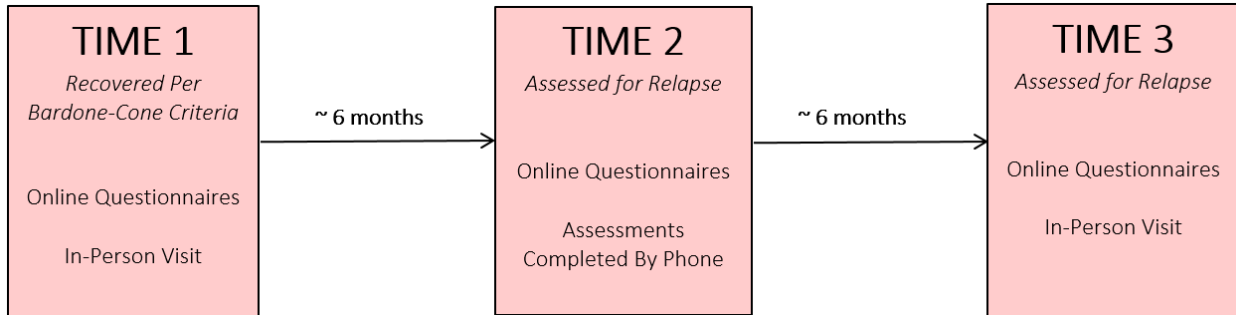 TIME 1
Recovered Per
Bardone-Cone Criteria
Online Questionnaires
In-Person Visit
~ 6 months
TIME 2
Assessed for Relapse
Online Questionnaires
Assessments
Completed By Phone
~ 6 months
TIME 3
Assessed for Relapse
Online Questionnaires
In-Person Visit